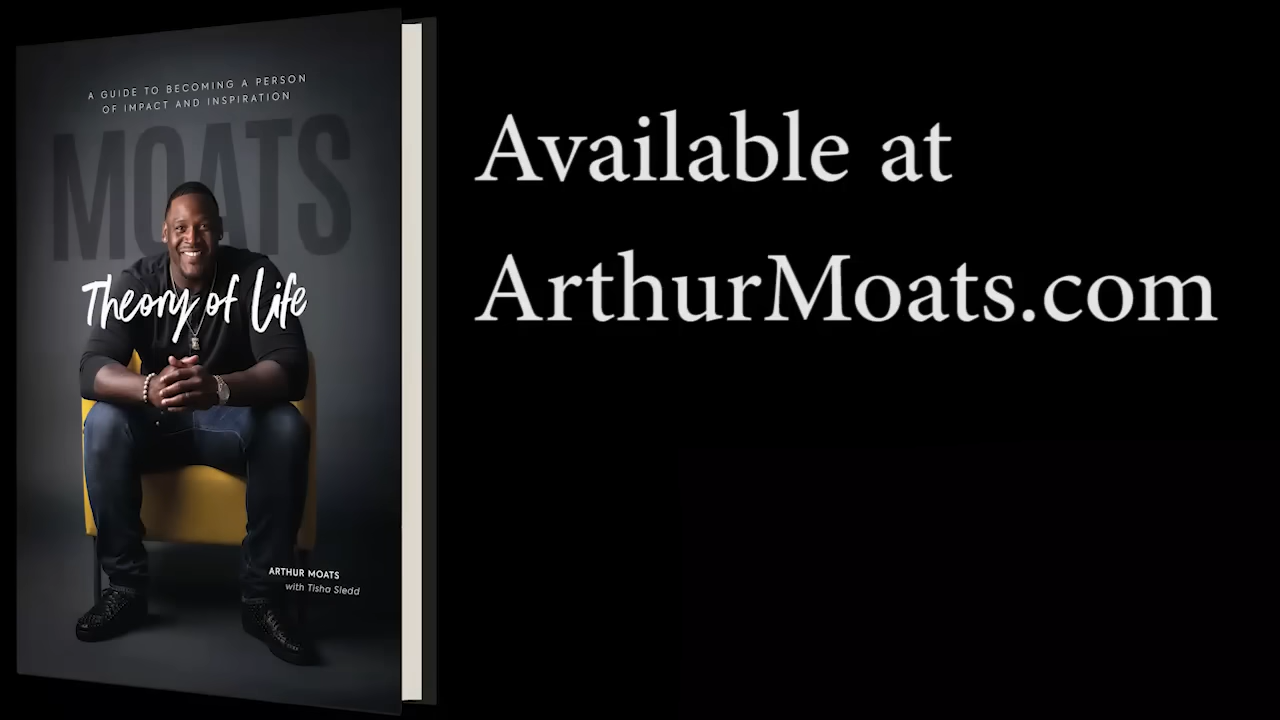 A GUIDE TO BECOMING A PERSON
OF IMPACT AND INSPIRATION
MOATS
Theory of Life
ARTHUR MOATS
with Tisha Sledd
Available at
ArthurMoats.com